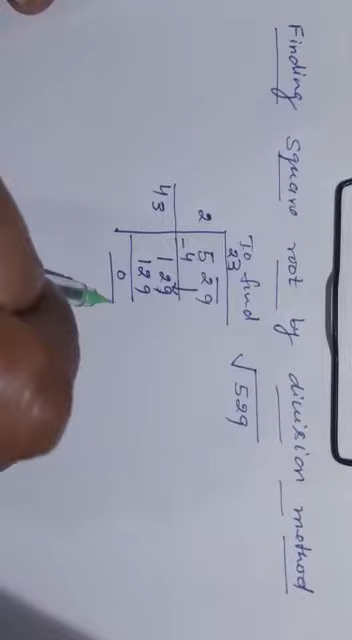 Finding Square root by division method
To find √529
23
2 5 29
-4
43 1 29
129
0